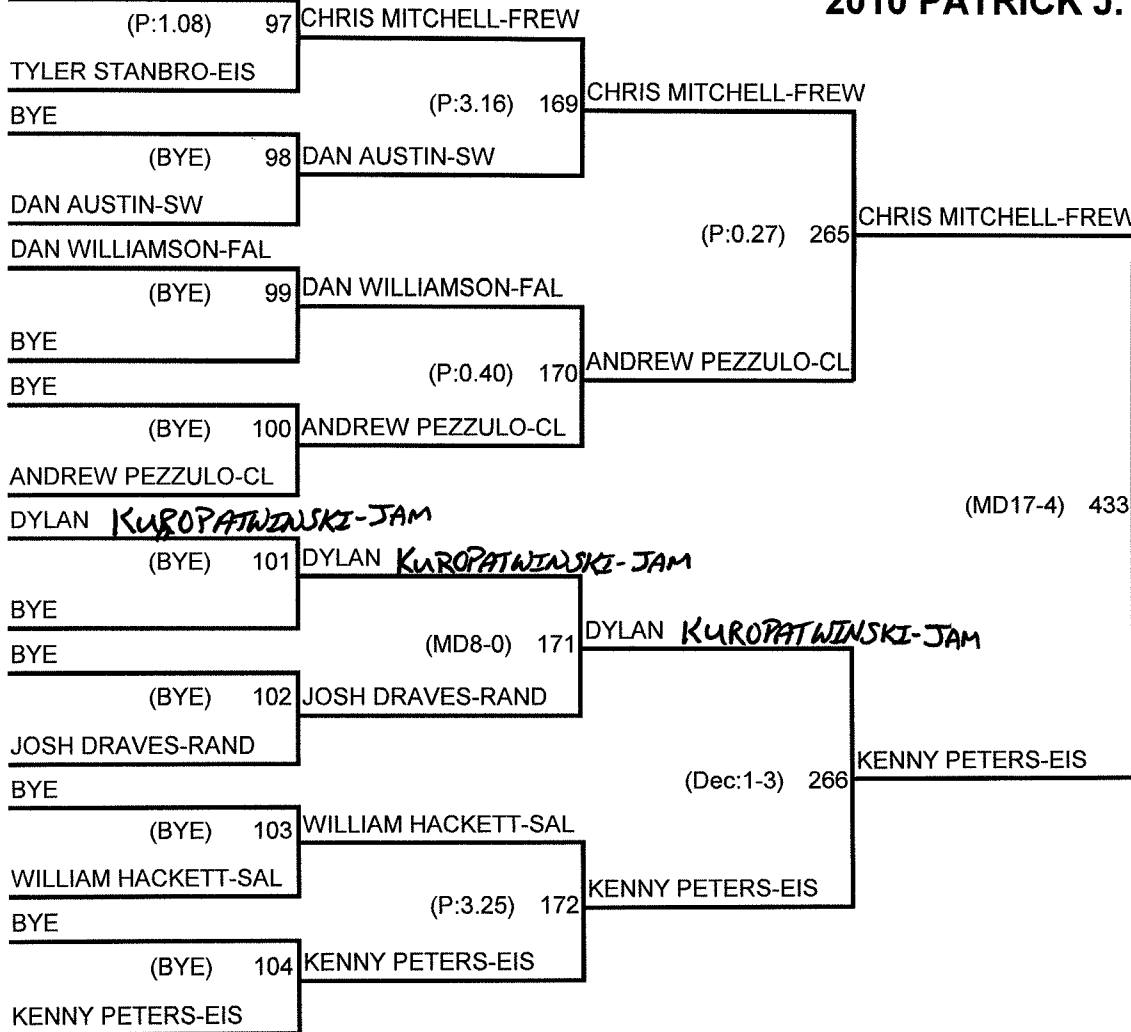 2010 PATRICK J.
(P:1.08) 97 CHRIS MITCHELL-FREW
TYLER STANBRO-EIS
(P:3.16) 169 CHRIS MITCHELL-FREW
BYE
(BYE) 98 DAN AUSTIN-SW
DAN AUSTIN-SW
(P:0.27) 265 CHRIS MITCHELL-FREW
DAN WILLIAMSON-FAL
(BYE) 99 DAN WILLIAMSON-FAL
BYE
(P:0.40) 170 ANDREW PEZZULO-CL
BYE
(BYE) 100 ANDREW PEZZULO-CL
ANDREW PEZZULO-CL
(MD17-4) 433
DYLAN KUROPATWINSKI-JAM
(BYE) 101 DYLAN KUROPATWINSKI-JAM
BYE
(MD8-0) 171 DYLAN KUROPATWINSKI-JAM
BYE
(BYE) 102 JOSH DRAVES-RAND
JOSH DRAVES-RAND
(Dec:1-3) 266 KENNY PETERS-EIS
BYE
(BYE) 103 WILLIAM HACKETT-SAL
WILLIAM HACKETT-SAL
(P:3.25) 172 KENNY PETERS-EIS
BYE
(BYE) 104 KENNY PETERS-EIS
KENNY PETERS-EIS